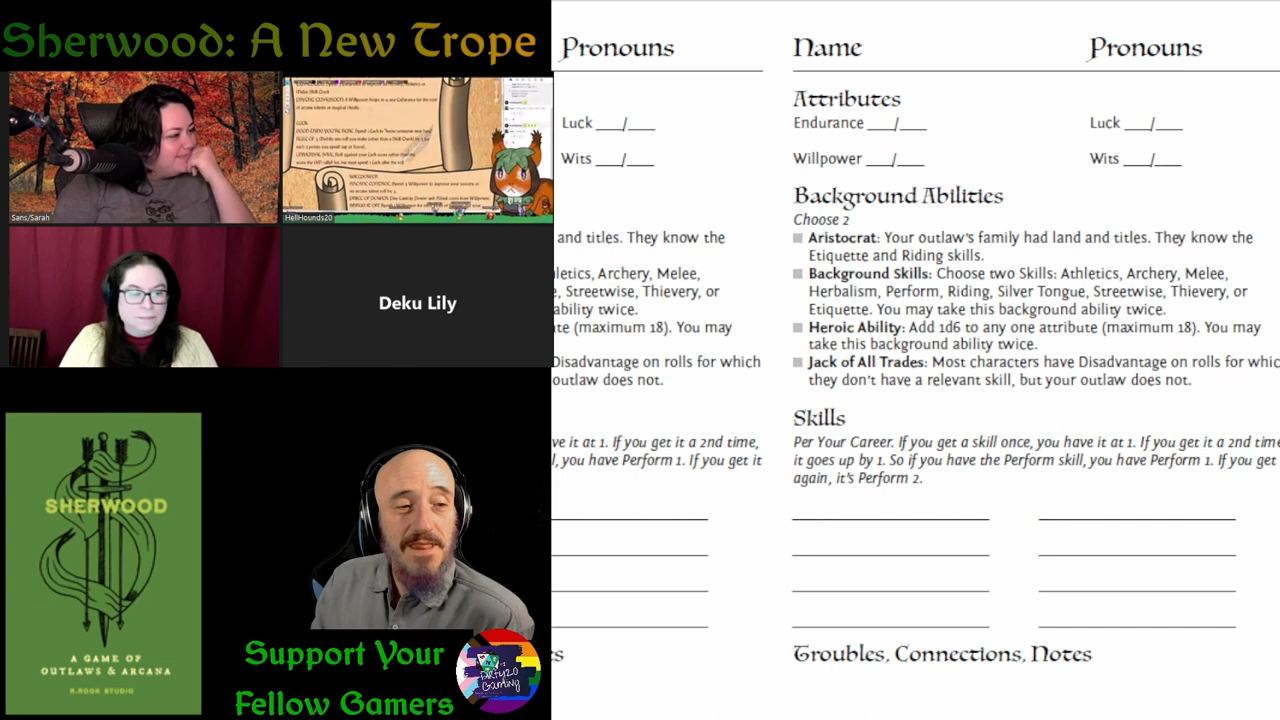 Sherwood: A New Trope
Sans/Sarah
LUCK
WILLPOWER
HellHounds20
Deku Lily
SHERWOOD
A GAME OF
OUTLAWS & ARCANA
R.ROOK STUDIO
Support Your
Fellow Gamers
Dirty20
Gaming
Pronouns
Luck ___/___
Wits ___/___
and titles. They know the
letics, Archery, Melee,
e, Streetwise, Thievery, or
ability twice.
te (maximum 18). You may
Disadvantage on rolls for which
outlaw does not.
ve it at 1. If you get it a 2nd time,
l, you have Perform 1. If you get it
es
Name Pronouns
Attributes
Endurance ___/___ Luck ___/___
Willpower ___/___ Wits ___/___
Background Abilities
Choose 2
Aristocrat: Your outlaw's family had land and titles. They know the
Etiquette and Riding skills.
Background Skills: Choose two Skills: Athletics, Archery, Melee,
Herbalism, Perform, Riding, Silver Tongue, Streetwise, Thievery, or
Etiquette. You may take this background ability twice.
Heroic Ability: Add 1d6 to any one attribute (maximum 18). You may
take this background ability twice.
Jack of All Trades: Most characters have Disadvantage on rolls for which
they don't have a relevant skill, but your outlaw does not.
Skills
Per Your Career. If you get a skill once, you have it at 1. If you get it a 2nd time
it goes up by 1. So if you have the Perform skill, you have Perform 1. If you get
again, it's Perform 2.
Troubles, Connections, Notes